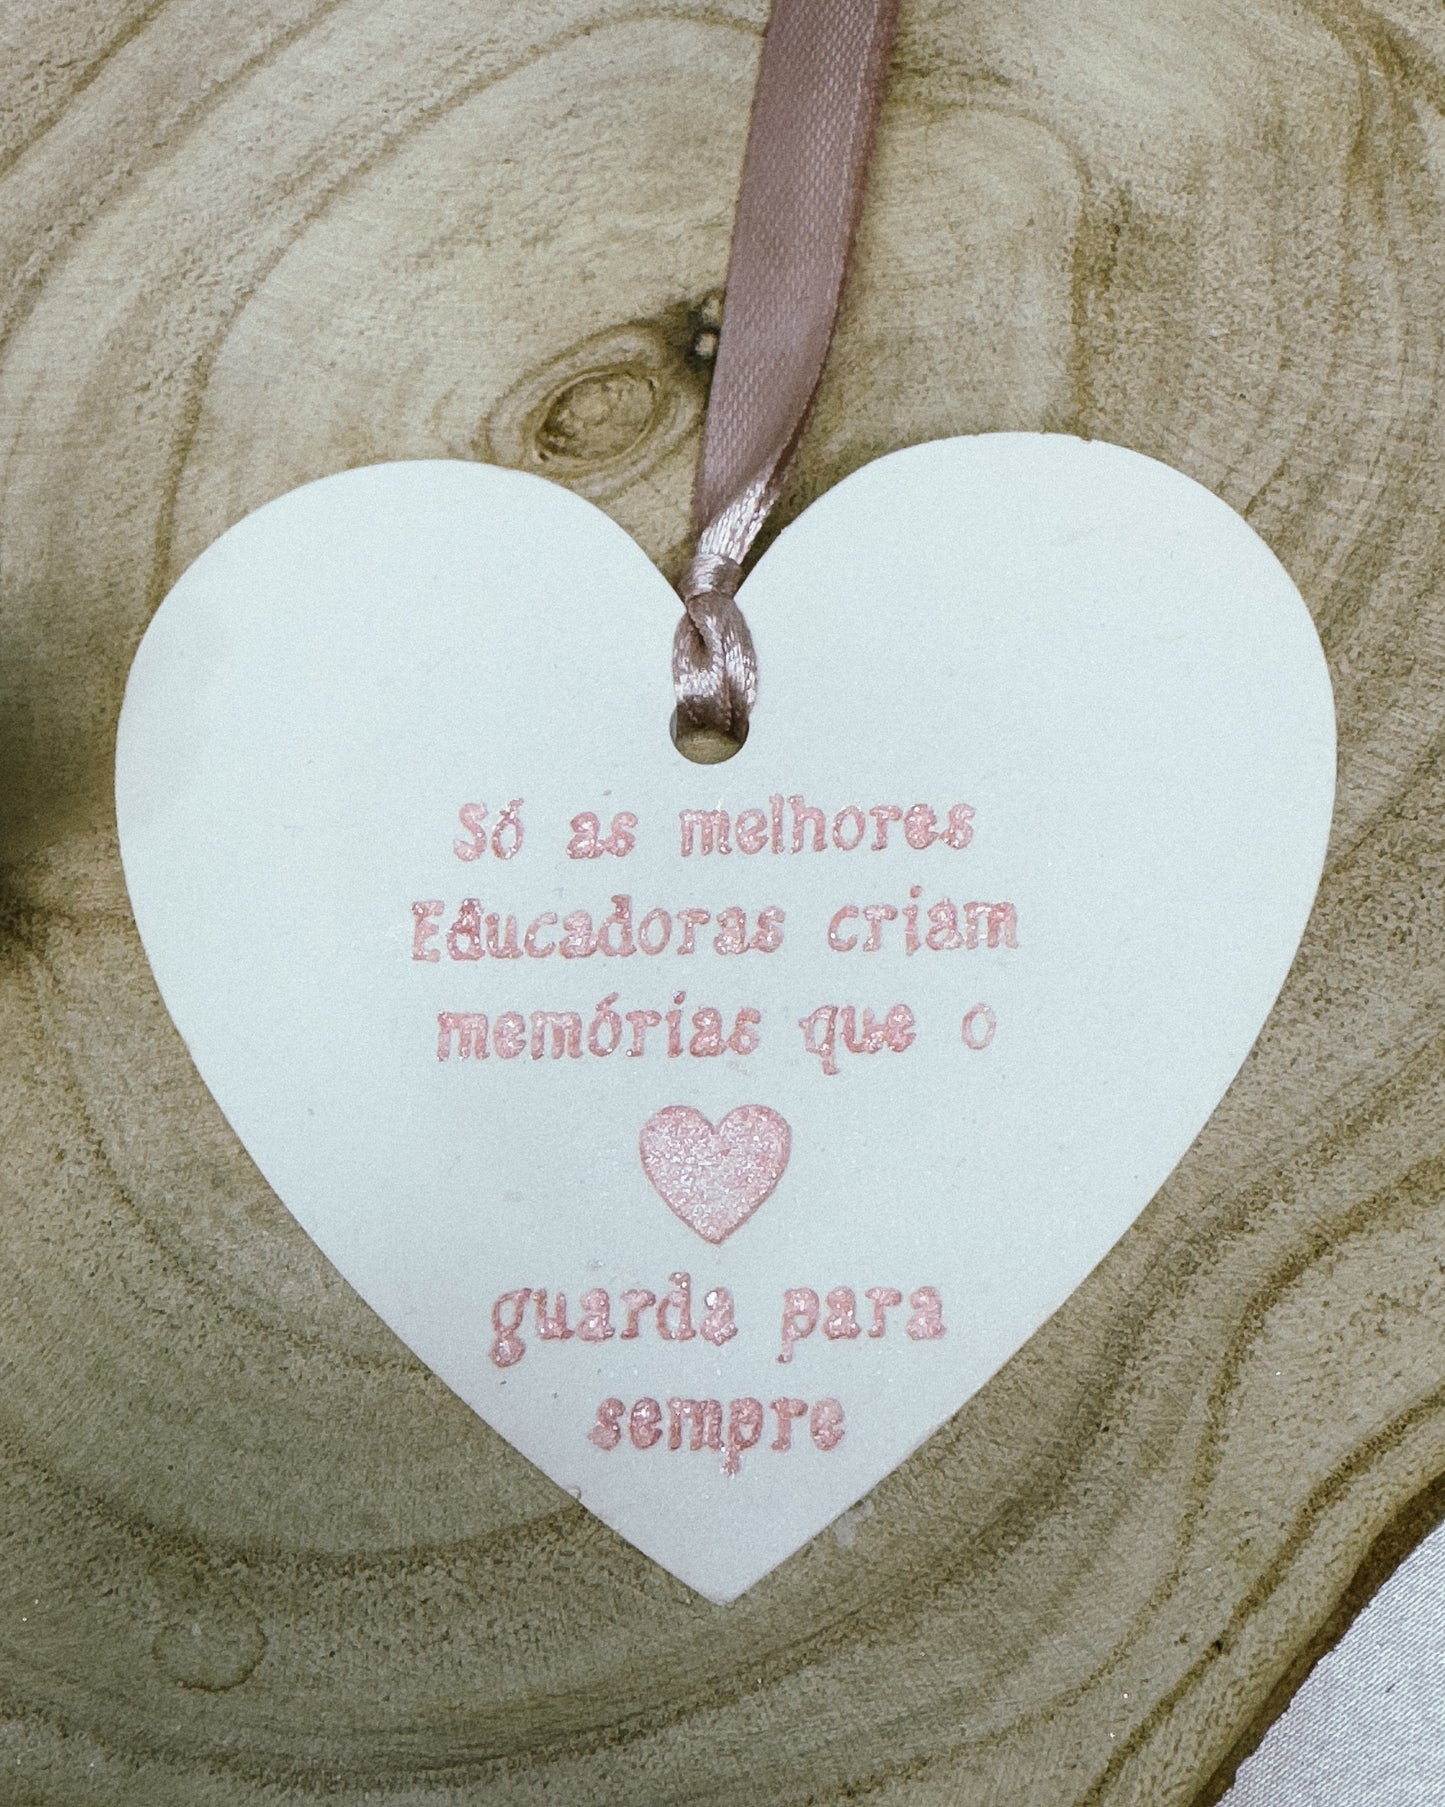 Só as melhores
Educadoras criam
memórias que o
guarda para
sempre